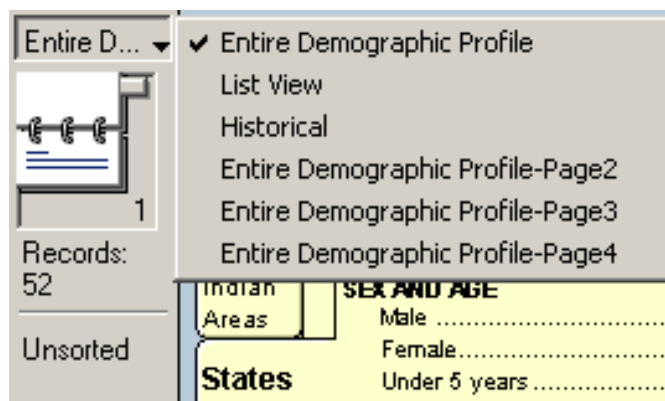 Entire D...
Entire Demographic Profile
List View
Historical
Entire Demographic Profile-Page2
Entire Demographic Profile-Page3
Entire Demographic Profile-Page4
1
Records:
52
Unsorted
Indian
Areas
States
SEX AND AGE
Male
Female
Under 5 years